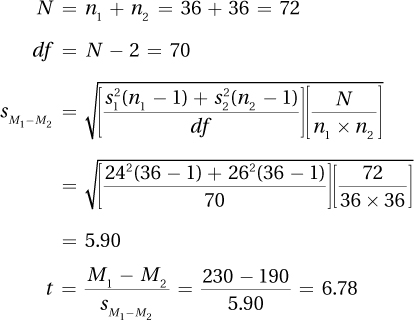 N = n₁ + n₂ = 36 + 36 = 72
df = N − 2 = 70
s_{M₁−M₂} = √([s₁²(n₁ − 1) + s₂²(n₂ − 1) / df][N / n₁ × n₂])
= √([24²(36 − 1) + 26²(36 − 1) / 70][72 / 36 × 36])
= 5.90
t = M₁ − M₂ / s_{M₁−M₂} = 230 − 190 / 5.90 = 6.78